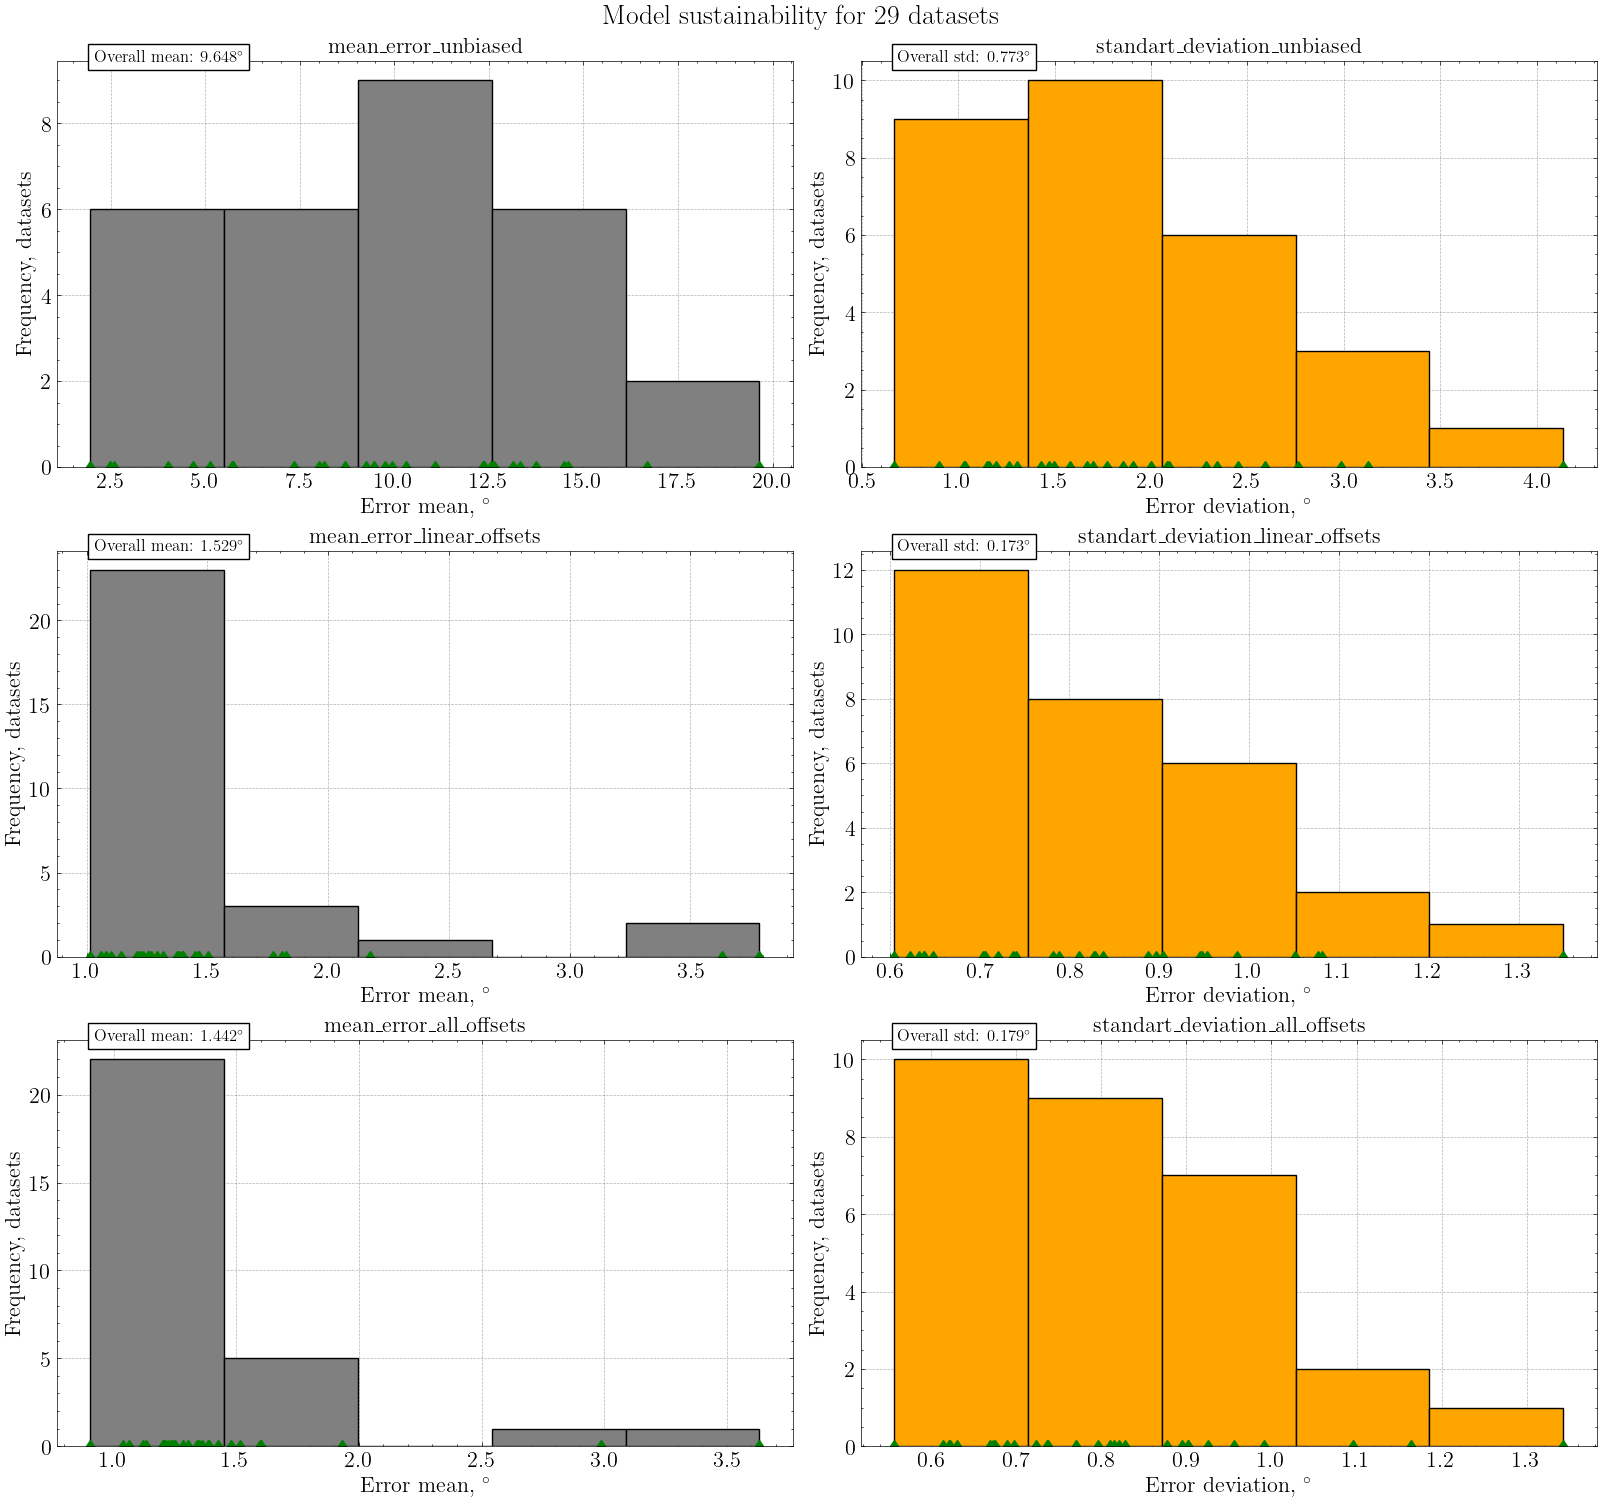 Model sustainability for 29 datasets
mean_error_unbiased
Overall mean: 9.648°
Frequency, datasets
8
6
4
2
0
2.5 5.0 7.5 10.0 12.5 15.0 17.5 20.0
Error mean, °
standart_deviation_unbiased
Overall std: 0.773°
Frequency, datasets
10
8
6
4
2
0
0.5 1.0 1.5 2.0 2.5 3.0 3.5 4.0
Error deviation, °
mean_error_linear_offsets
Overall mean: 1.529°
Frequency, datasets
20
15
10
5
0
1.0 1.5 2.0 2.5 3.0 3.5
Error mean, °
standart_deviation_linear_offsets
Overall std: 0.173°
Frequency, datasets
12
10
8
6
4
2
0
0.6 0.7 0.8 0.9 1.0 1.1 1.2 1.3
Error deviation, °
mean_error_all_offsets
Overall mean: 1.442°
Frequency, datasets
20
15
10
5
0
1.0 1.5 2.0 2.5 3.0 3.5
Error mean, °
standart_deviation_all_offsets
Overall std: 0.179°
Frequency, datasets
10
8
6
4
2
0
0.6 0.7 0.8 0.9 1.0 1.1 1.2 1.3
Error deviation, °